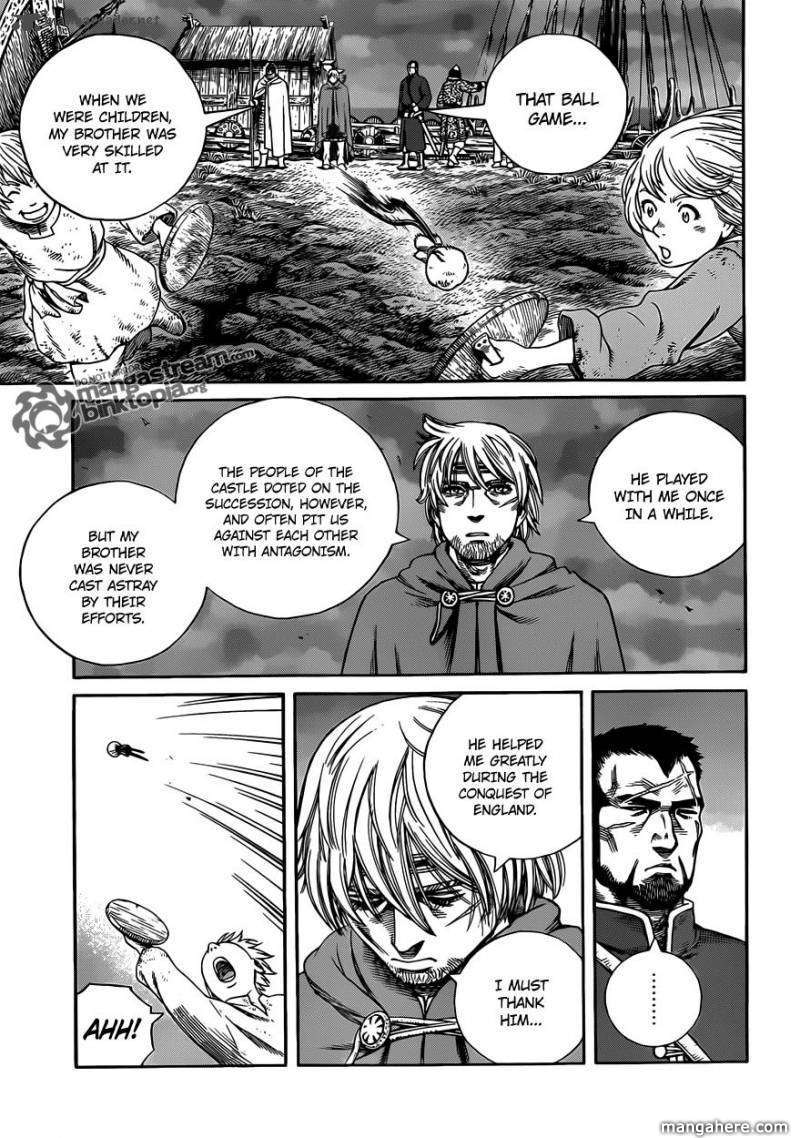 THAT BALL
GAME...
WHEN WE
WERE CHILDREN,
MY BROTHER WAS
VERY SKILLED
AT IT.
mangastream.com
binktopia.org
HE PLAYED
WITH ME ONCE
IN A WHILE.
THE PEOPLE OF THE
CASTLE DOTED ON THE
SUCCESSION, HOWEVER,
AND OFTEN PIT US
AGAINST EACH OTHER
WITH ANTAGONISM.
BUT MY
BROTHER
WAS NEVER
CAST ASTRAY
BY THEIR
EFFORTS.
HE HELPED
ME GREATLY
DURING THE
CONQUEST OF
ENGLAND.
.........
I MUST
THANK
HIM...
AHH!
mangahere.com